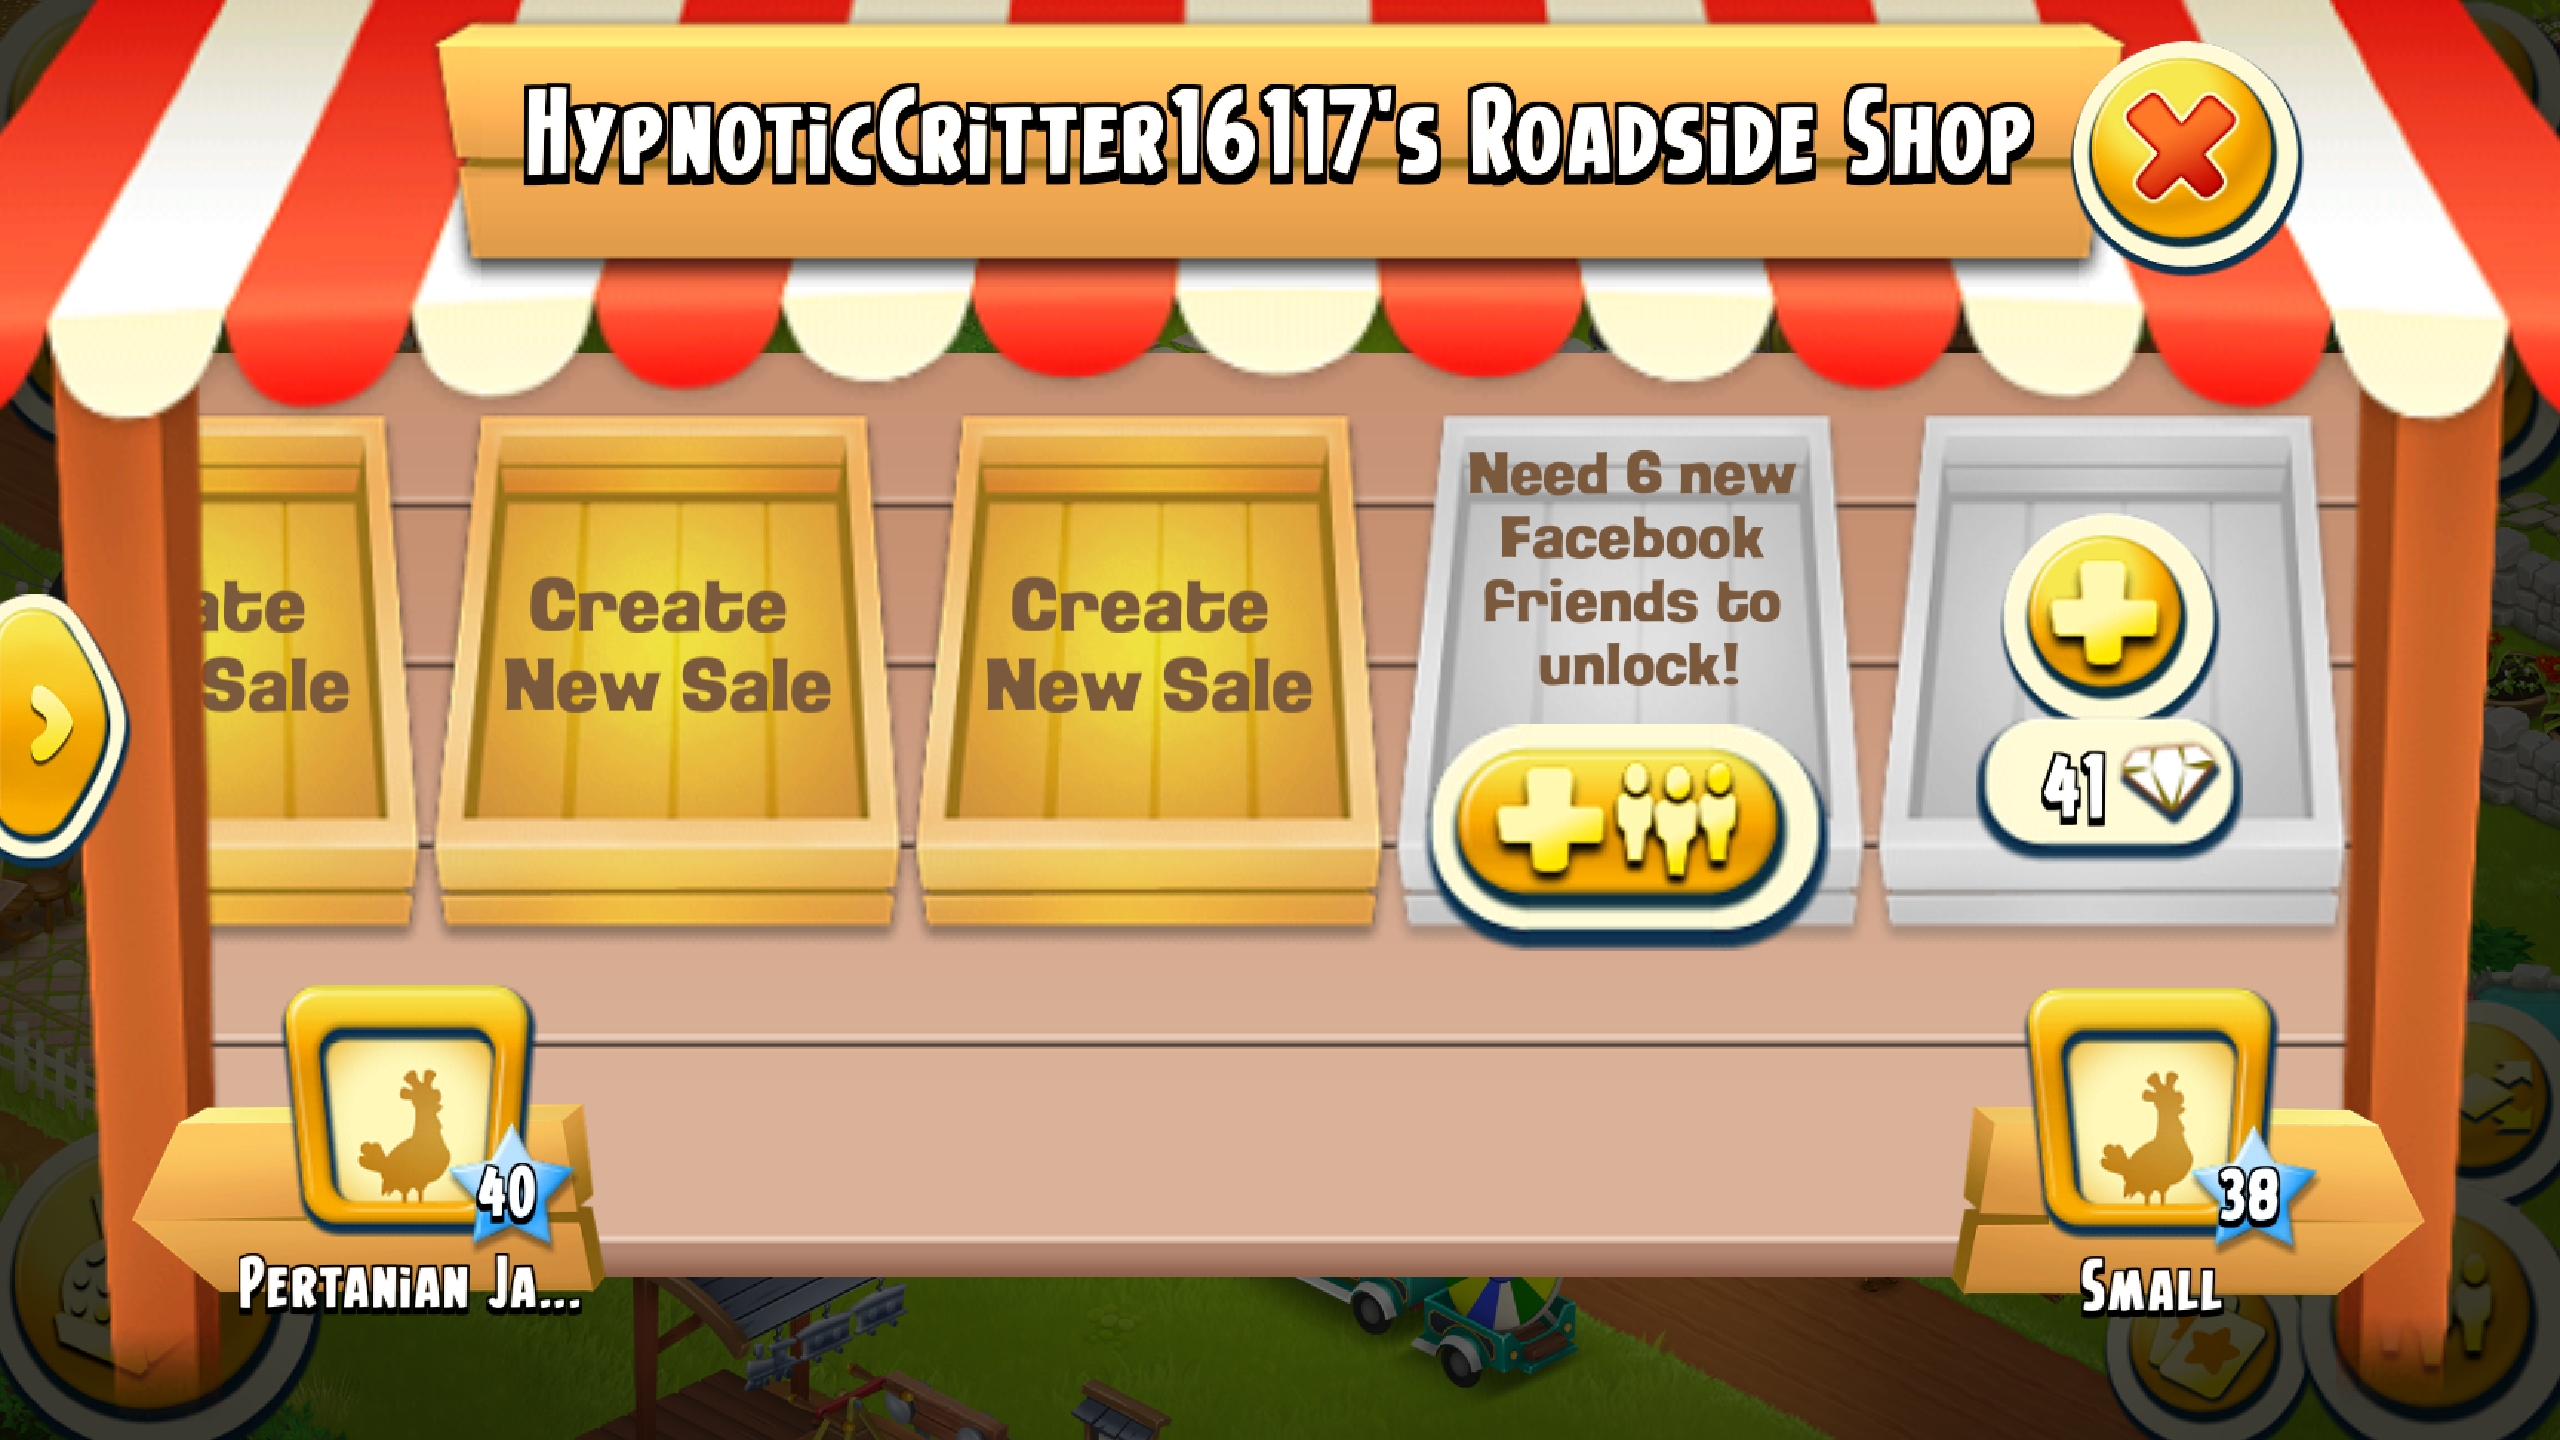 HypnoticCritter16117's Roadside Shop
ate
Sale
Create
New Sale
Create
New Sale
Need 6 new
Facebook
friends to
unlock!
41
40
Pertanian Ja...
38
Small